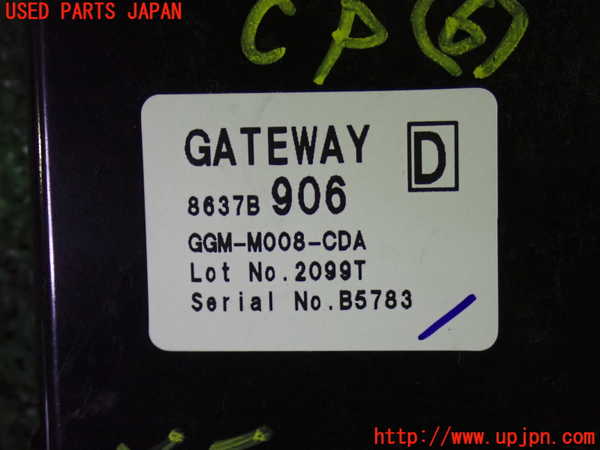 USED PARTS JAPAN
CP(5)
GATEWAY D
8637B 906
GGM-M008-CDA
Lot No.2099T
Serial No.B5783
http://www.upjpn.com/